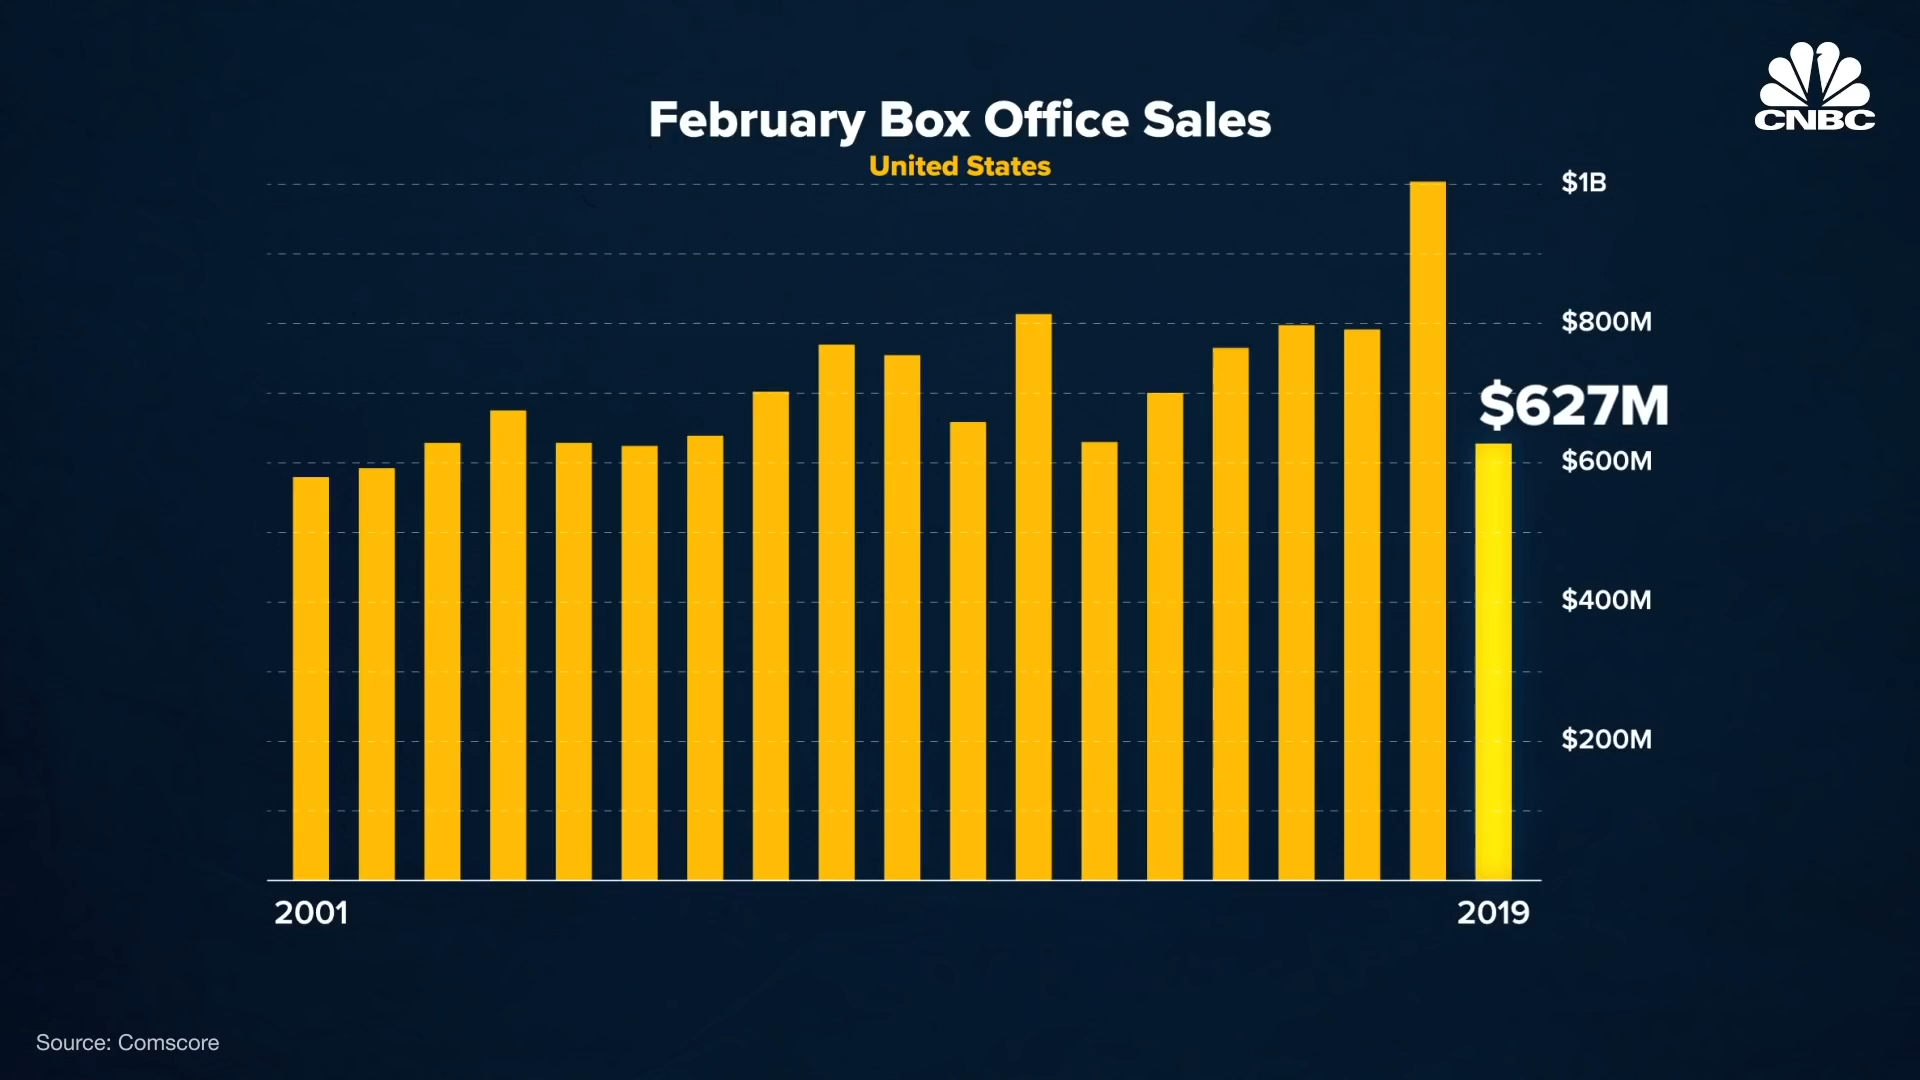 CNBC
February Box Office Sales
United States
$1B
$800M
$627M
$600M
$400M
$200M
2001
2019
Source: Comscore